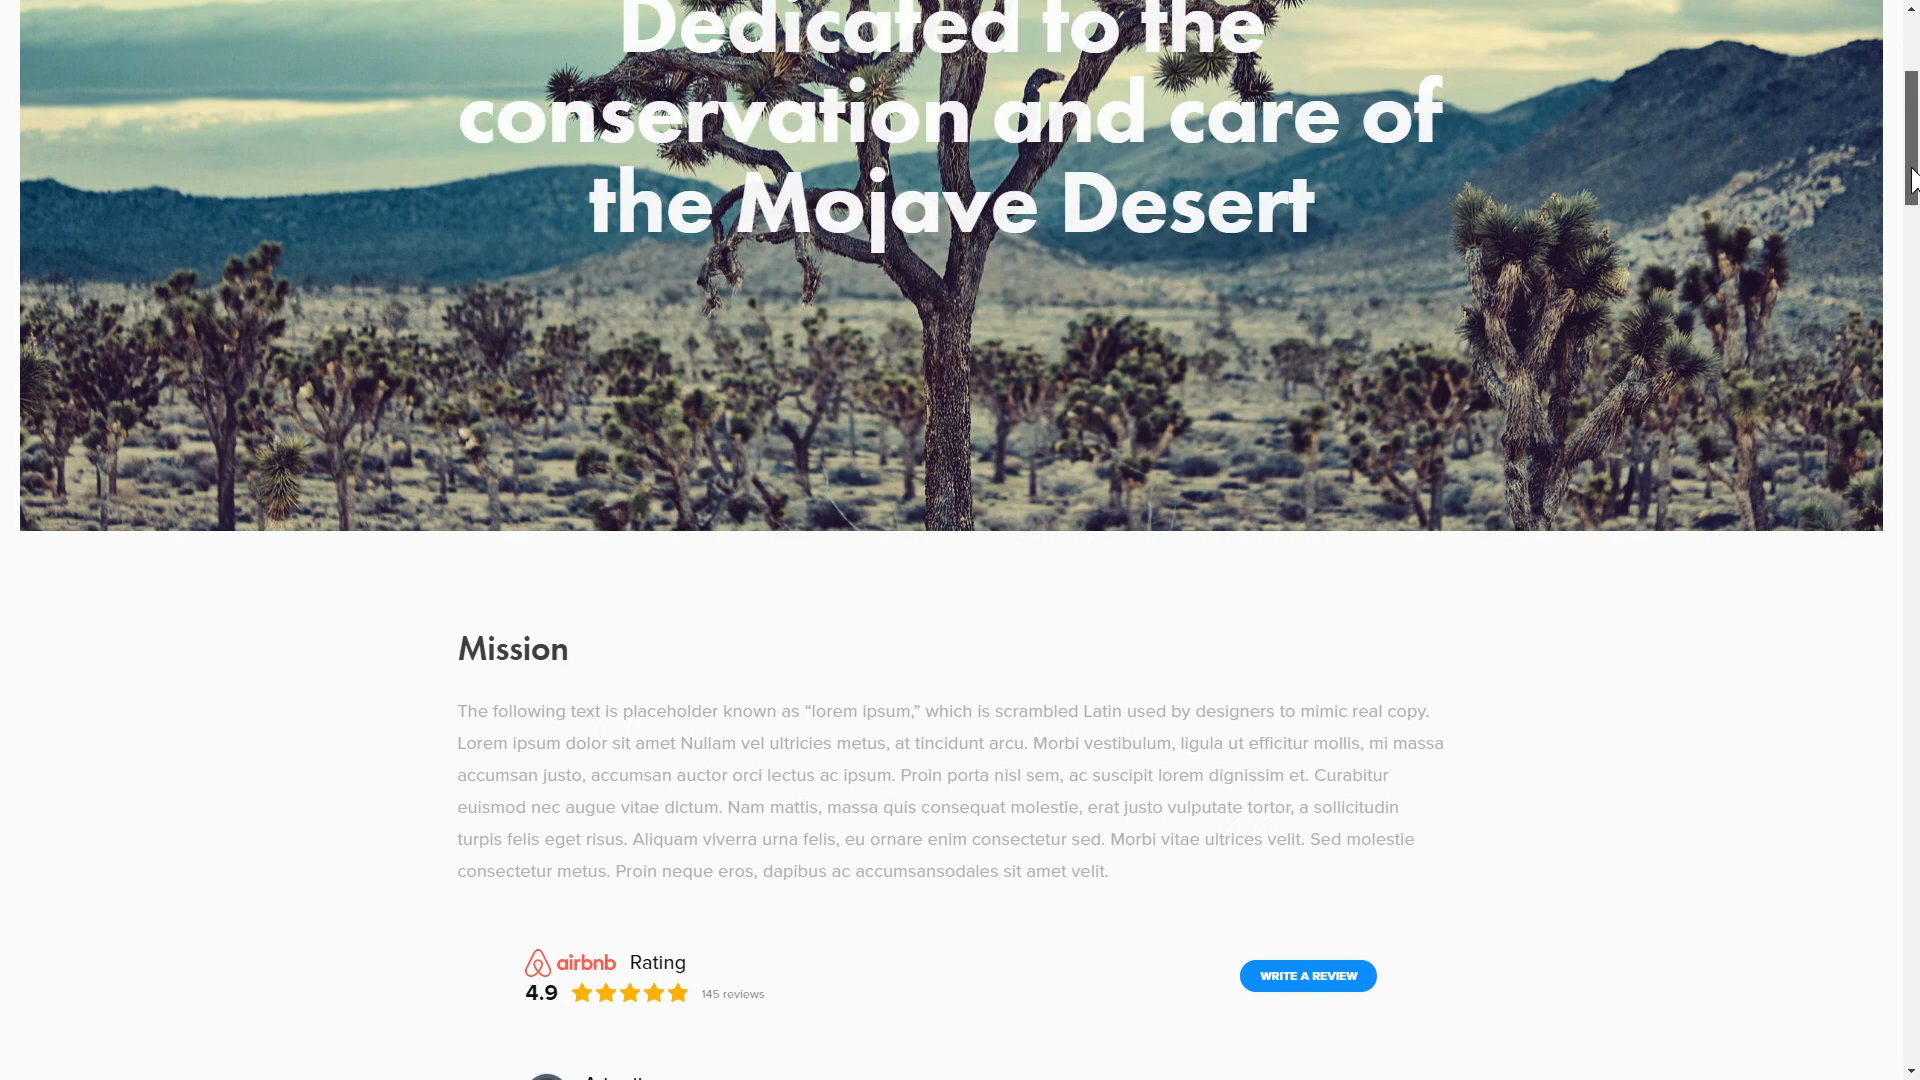 Dedicated to the
conservation and care of
the Mojave Desert
Mission
The following text is placeholder known as “lorem ipsum,” which is scrambled Latin used by designers to mimic real copy.
Lorem ipsum dolor sit amet Nullam vel ultricies metus, at tincidunt arcu. Morbi vestibulum, ligula ut efficitur mollis, mi massa
accumsan justo, accumsan auctor orci lectus ac ipsum. Proin porta nisl sem, ac suscipit lorem dignissim et. Curabitur
euismod nec augue vitae dictum. Nam mattis, massa quis consequat molestie, erat justo vulputate tortor, a sollicitudin
turpis felis eget risus. Aliquam viverra urna felis, eu ornare enim consectetur sed. Morbi vitae ultrices velit. Sed molestie
consectetur metus. Proin neque eros, dapibus ac accumsansodales sit amet velit.
airbnb Rating
4.9 145 reviews
WRITE A REVIEW